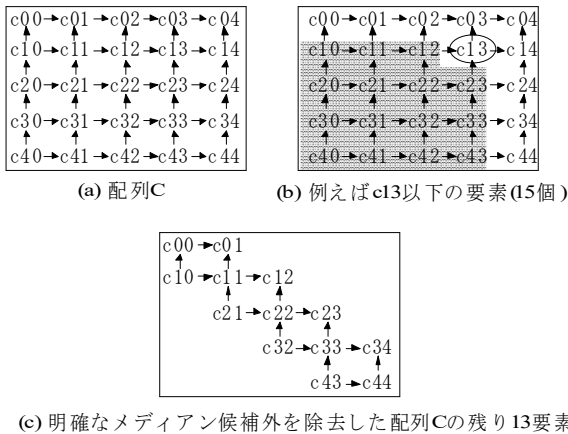 c00 c01 c02 c03 c04
c10 c11 c12 c13 c14
c20 c21 c22 c23 c24
c30 c31 c32 c33 c34
c40 c41 c42 c43 c44
(a) 配列C
c00 c01 c02 c03 c04
c10 c11 c12 c13 c14
c20 c21 c22 c23 c24
c30 c31 c32 c33 c34
c40 c41 c42 c43 c44
(b) 例えばc13以下の要素(15個)
c00 c01
c10 c11 c12
c21 c22 c23
c32 c33 c34
c43 c44
(c) 明確なメディアン候補外を除去した配列Cの残り13要素